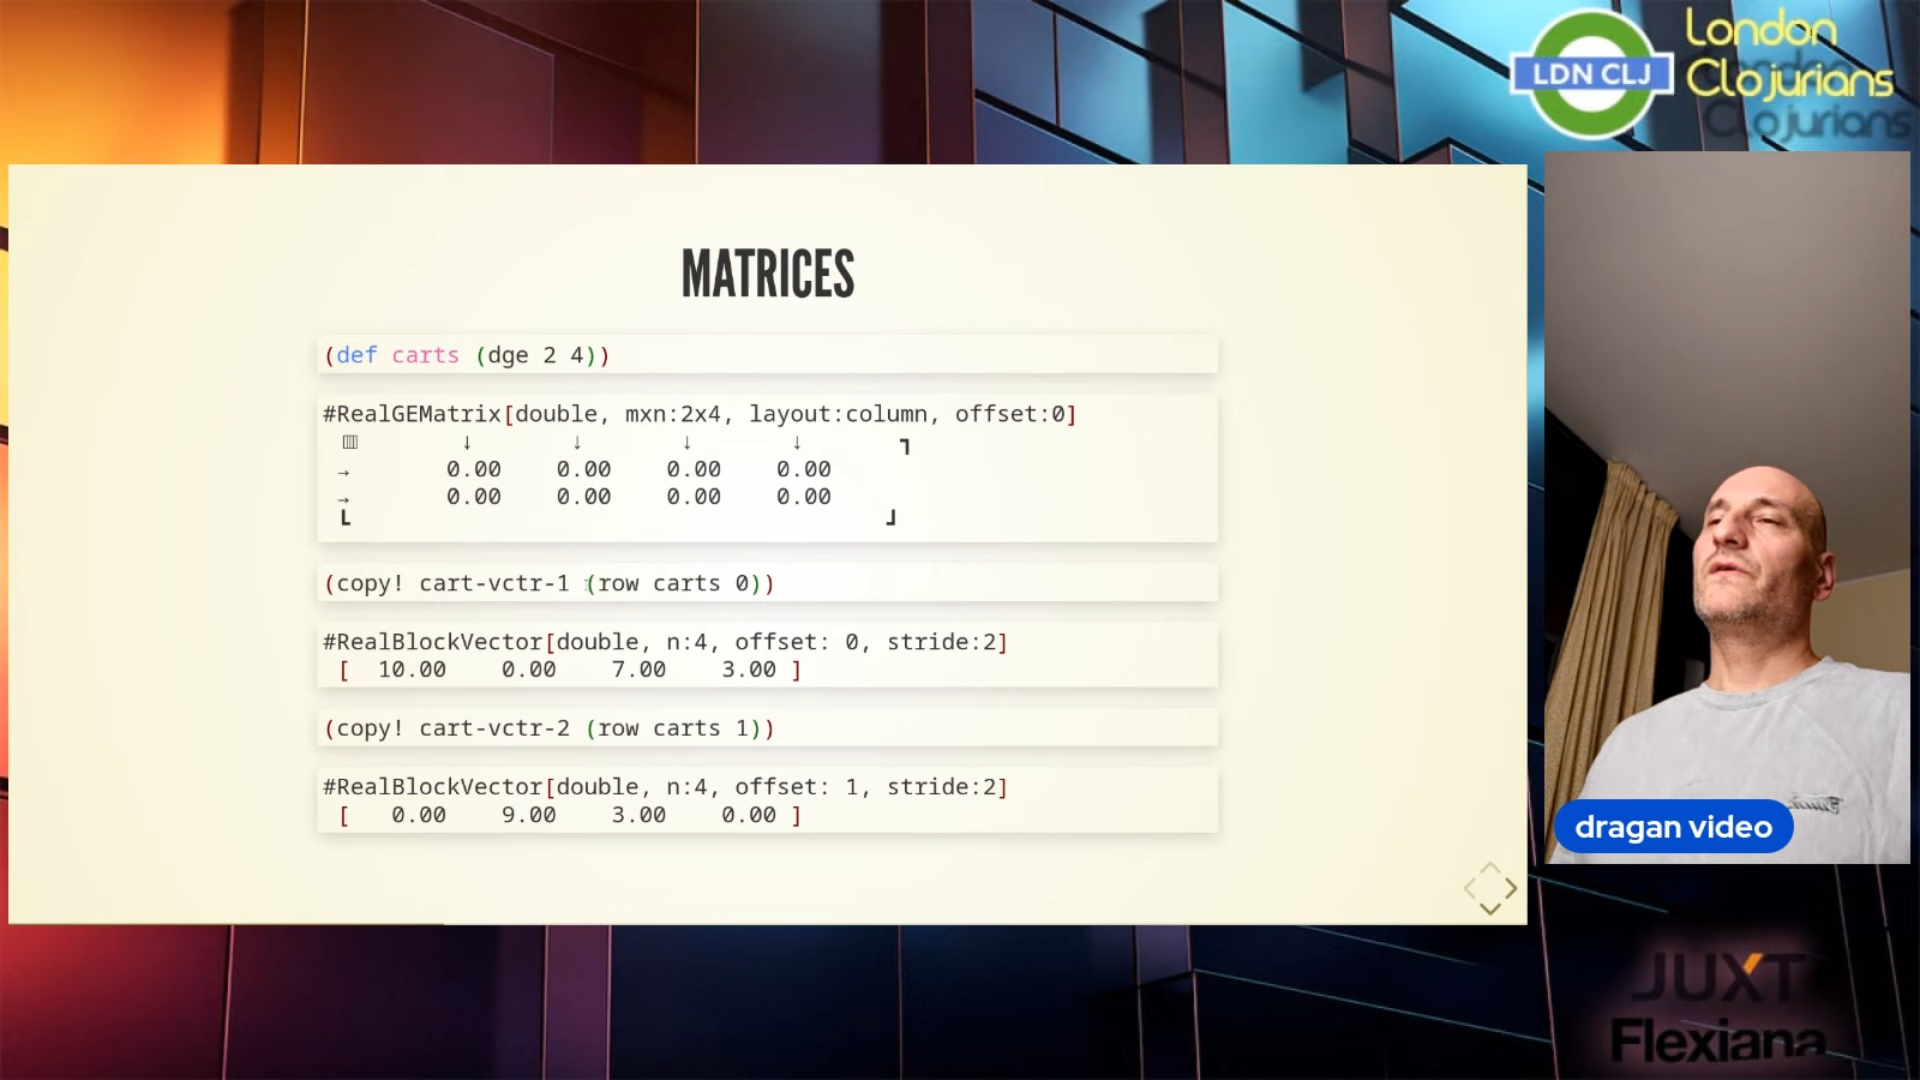 London
Clojurians
LDN CLJ
MATRICES
(def carts (dge 2 4))
#RealGEMatrix[double, mxn:2x4, layout:column, offset:0]
▥ ↓ ↓ ↓ ↓ ┓
→ 0.00 0.00 0.00 0.00
→ 0.00 0.00 0.00 0.00
┗ ┛
(copy! cart-vctr-1 (row carts 0))
#RealBlockVector[double, n:4, offset: 0, stride:2]
[ 10.00 0.00 7.00 3.00 ]
(copy! cart-vctr-2 (row carts 1))
#RealBlockVector[double, n:4, offset: 1, stride:2]
[ 0.00 9.00 3.00 0.00 ]
dragan video
JUXT
Flexiana